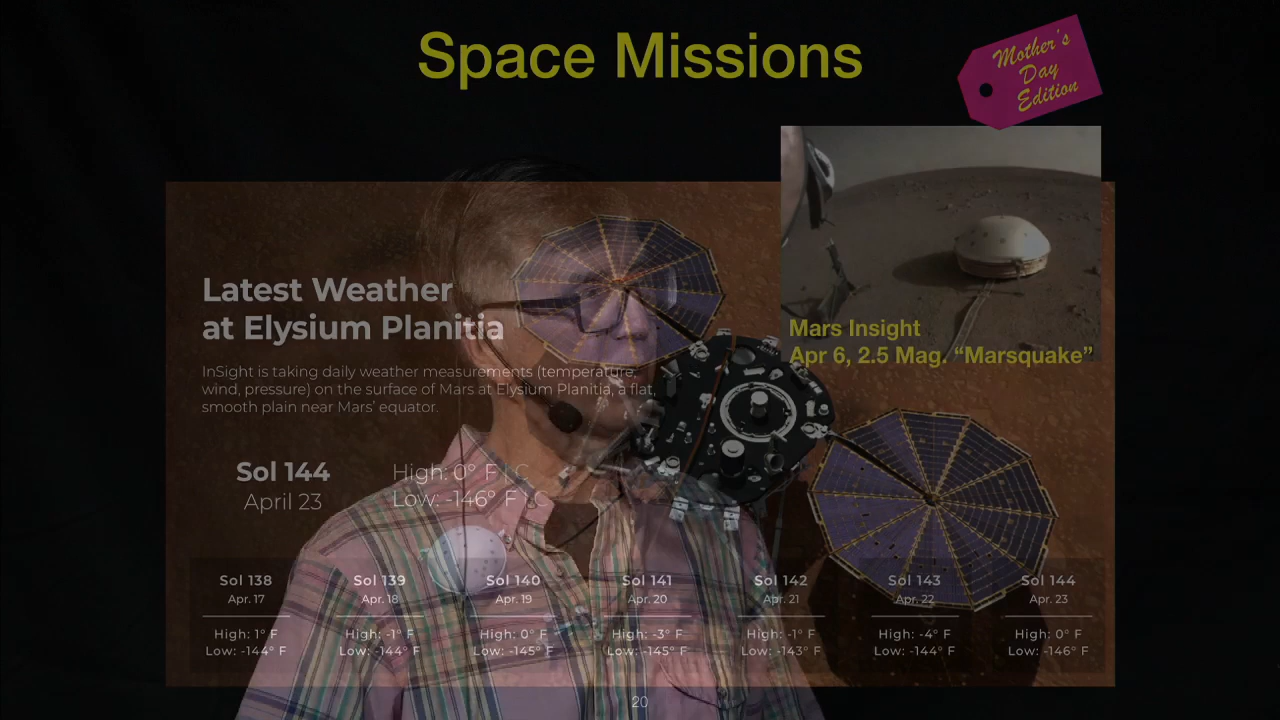 Space Missions
Mother's
Day
Edition
Latest Weather
at Elysium Planitia
InSight is taking daily weather measurements (temperature,
wind, pressure) on the surface of Mars at Elysium Planitia, a flat,
smooth plain near Mars' equator.
Mars Insight
Apr 6, 2.5 Mag. “Marsquake”
Sol 144
April 23
High: 0° F | C
Low: -146° F | C
Sol 138
Apr. 17
High: 1° F
Low: -144° F
Sol 139
Apr. 18
High: -1° F
Low: -144° F
Sol 140
Apr. 19
High: 0° F
Low: -145° F
Sol 141
Apr. 20
High: -3° F
Low: -145° F
Sol 142
Apr. 21
High: -1° F
Low: -143° F
Sol 143
Apr. 22
High: -4° F
Low: -144° F
Sol 144
Apr. 23
High: 0° F
Low: -146° F
20